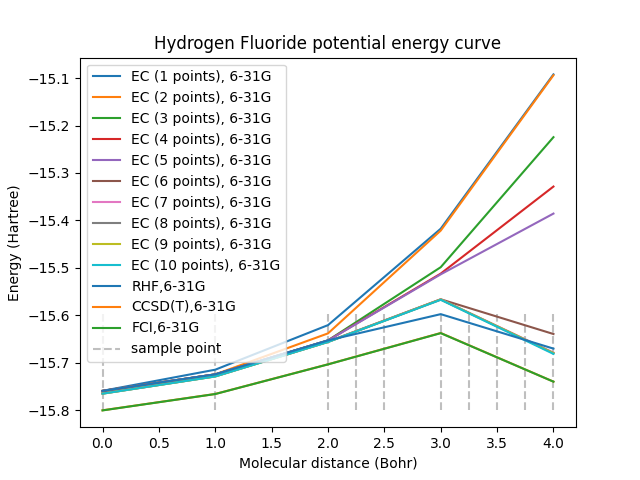 Hydrogen Fluoride potential energy curve
EC (1 points), 6-31G
EC (2 points), 6-31G
EC (3 points), 6-31G
EC (4 points), 6-31G
EC (5 points), 6-31G
EC (6 points), 6-31G
EC (7 points), 6-31G
EC (8 points), 6-31G
EC (9 points), 6-31G
EC (10 points), 6-31G
RHF,6-31G
CCSD(T),6-31G
FCI,6-31G
sample point
Energy (Hartree)
−15.1
−15.2
−15.3
−15.4
−15.5
−15.6
−15.7
−15.8
0.0 0.5 1.0 1.5 2.0 2.5 3.0 3.5 4.0
Molecular distance (Bohr)